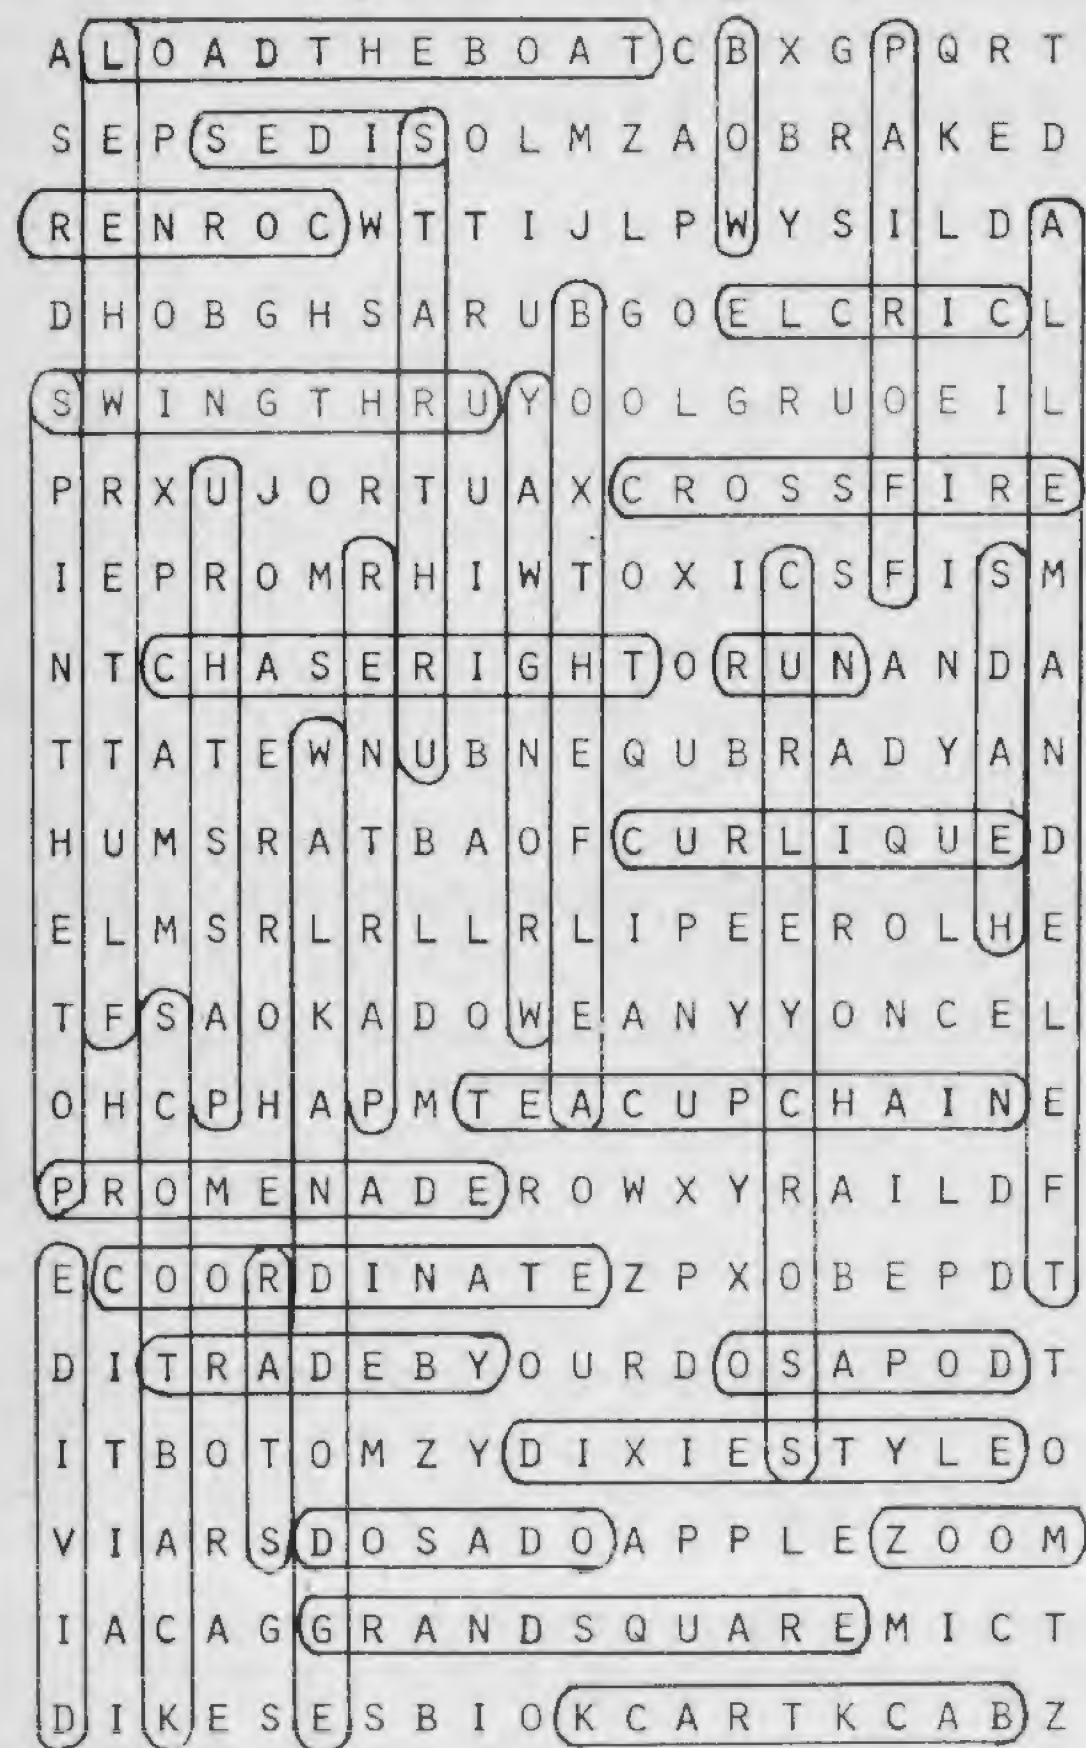 A L O A D T H E B O A T C B X G P Q R T
S E P S E D I S O L M Z A O B R A K E D
R E N R O C W T T I J L P W Y S I L D A
D H O B G H S A R U B G O E L C R I C L
S W I N G T H R U Y O O L G R U O E I L
P R X U J O R T U A X C R O S S F I R E
I E P R O M R H I W T O X I C S F I S M
N T C H A S E R I G H T O R U N A N D A
T T A T E W N U B N E Q U B R A D Y A N
H U M S R A T B A O F C U R L I Q U E D
E L M S R L R L L R L I P E E R O L H E
T F S A O K A D O W E A N Y Y O N C E L
O H C P H A P M T E A C U P C H A I N E
P R O M E N A D E R O W X Y R A I L D F
E C O O R D I N A T E Z P X O B E P D T
D I T R A D E B Y O U R D O S A P O D T
I T B O T O M Z Y D I X I E S T Y L E O
V I A R S D O S A D O A P P L E Z O O M
I A C A G G R A N D S Q U A R E M I C T
D I K E S E S B I O K C A R T K C A B Z